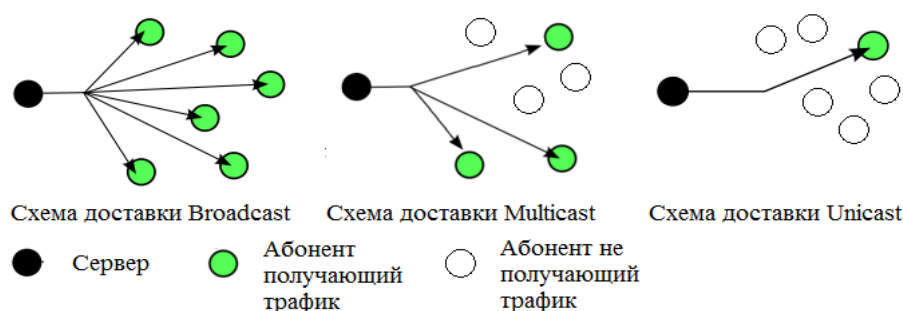 Схема доставки Broadcast
Схема доставки Multicast
Схема доставки Unicast
Сервер
Абонент
получающий
трафик
Абонент не
получающий
трафик